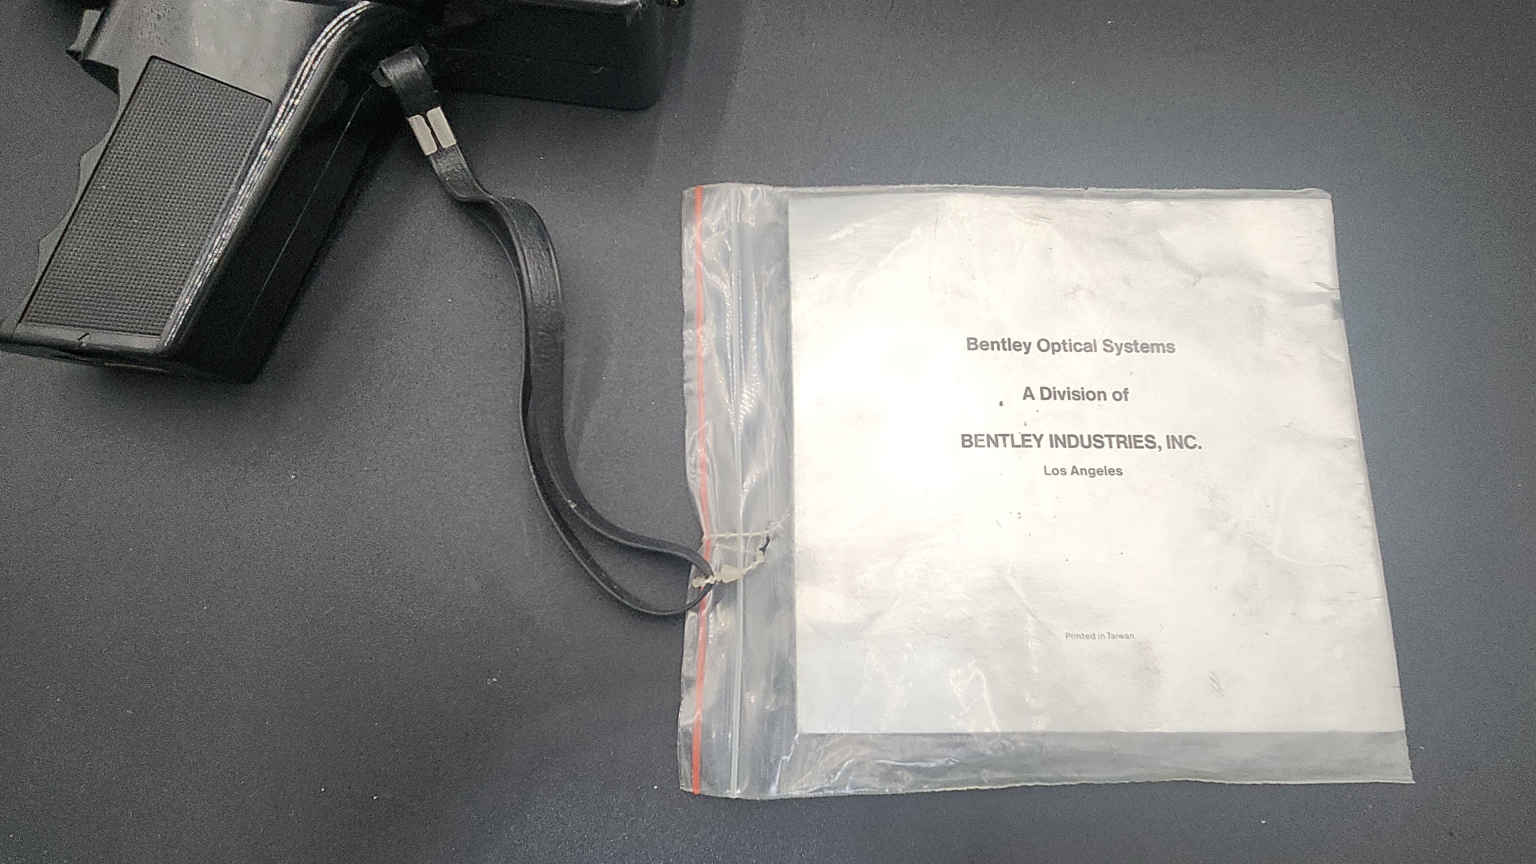 Bentley Optical Systems
A Division of
BENTLEY INDUSTRIES, INC.
Los Angeles
Printed in Taiwan